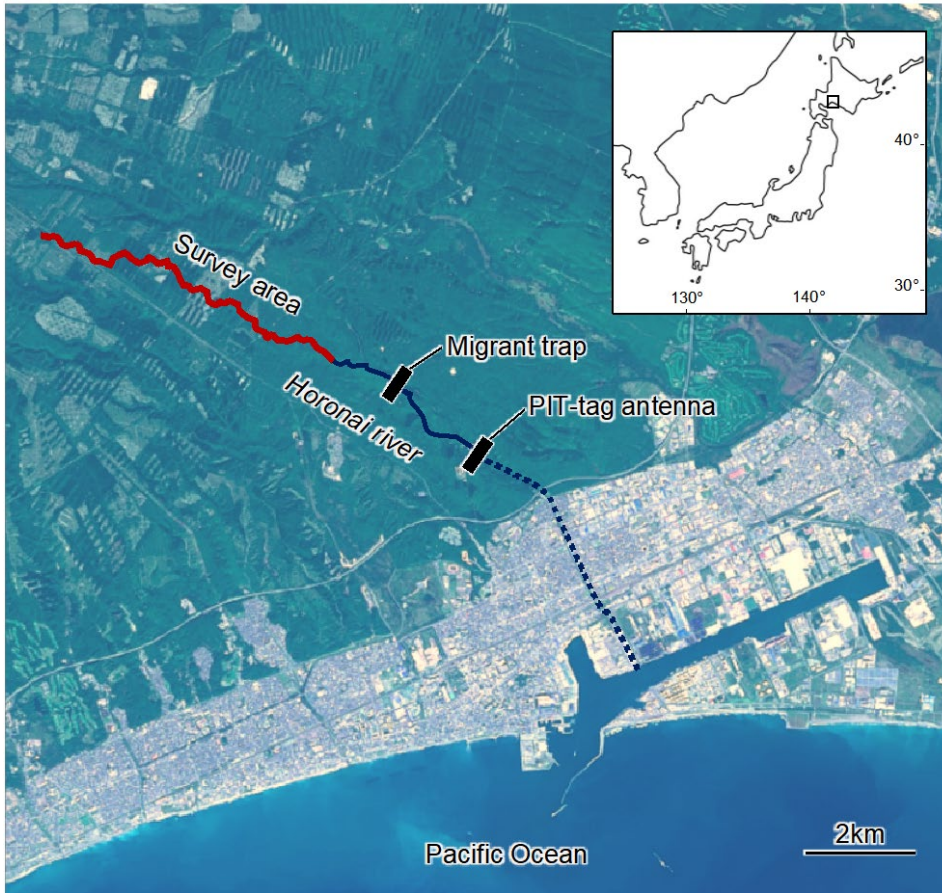 40°
30°
130°
140°
Survey area
Migrant trap
Horonai river
PIT-tag antenna
2km
Pacific Ocean